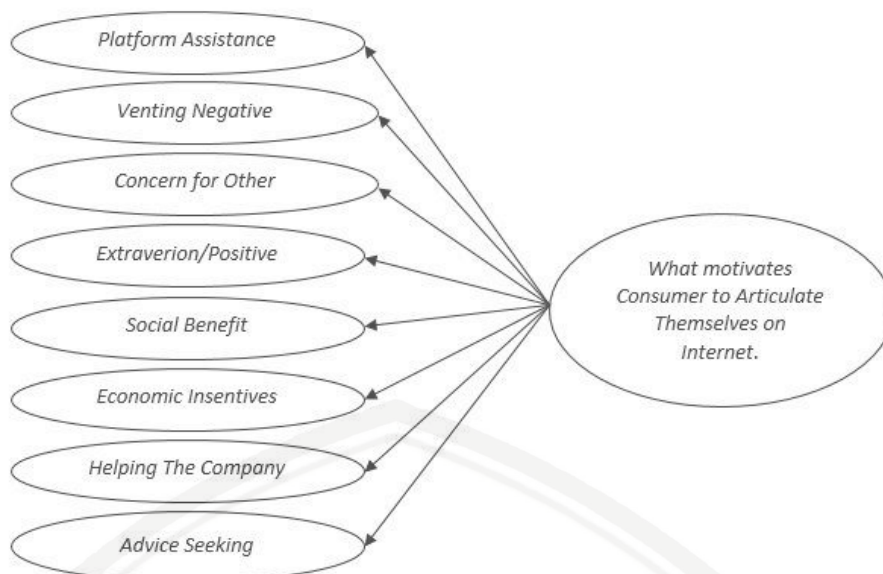 Platform Assistance
Venting Negative
Concern for Other
Extraverion/Positive
Social Benefit
Economic Insentives
Helping The Company
Advice Seeking
What motivates
Consumer to Articulate
Themselves on
Internet.